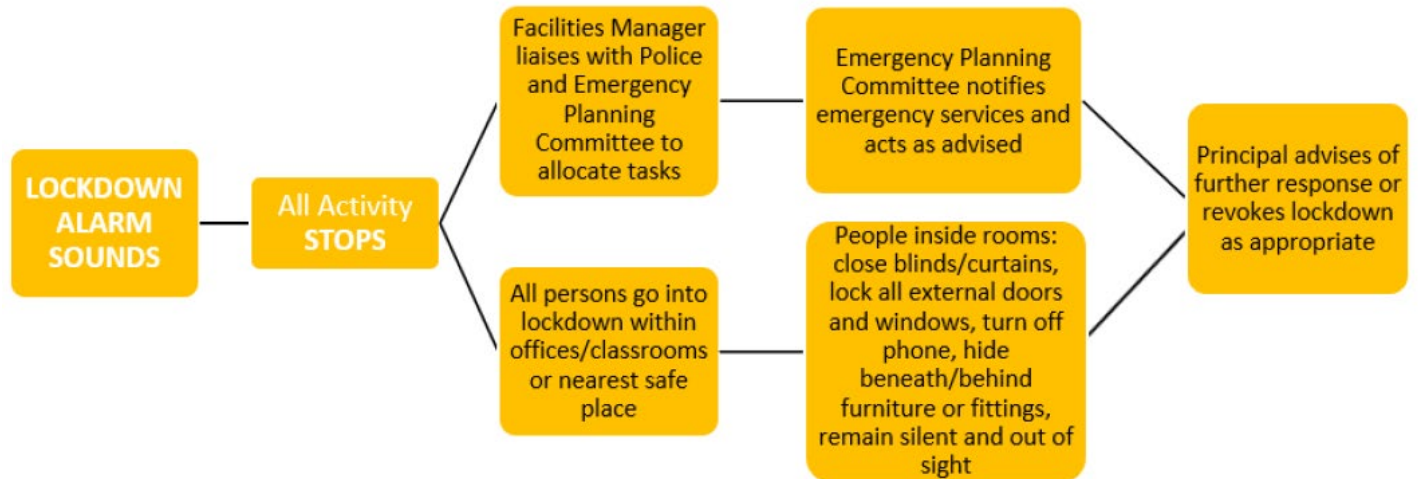 LOCKDOWN
ALARM
SOUNDS
All Activity
STOPS
Facilities Manager
liaises with Police
and Emergency
Planning
Committee to
allocate tasks
Emergency Planning
Committee notifies
emergency services and
acts as advised
All persons go into
lockdown within
offices/classrooms
or nearest safe
place
People inside rooms:
close blinds/curtains,
lock all external doors
and windows, turn off
phone, hide
beneath/behind
furniture or fittings,
remain silent and out of
sight
Principal advises of
further response or
revokes lockdown
as appropriate